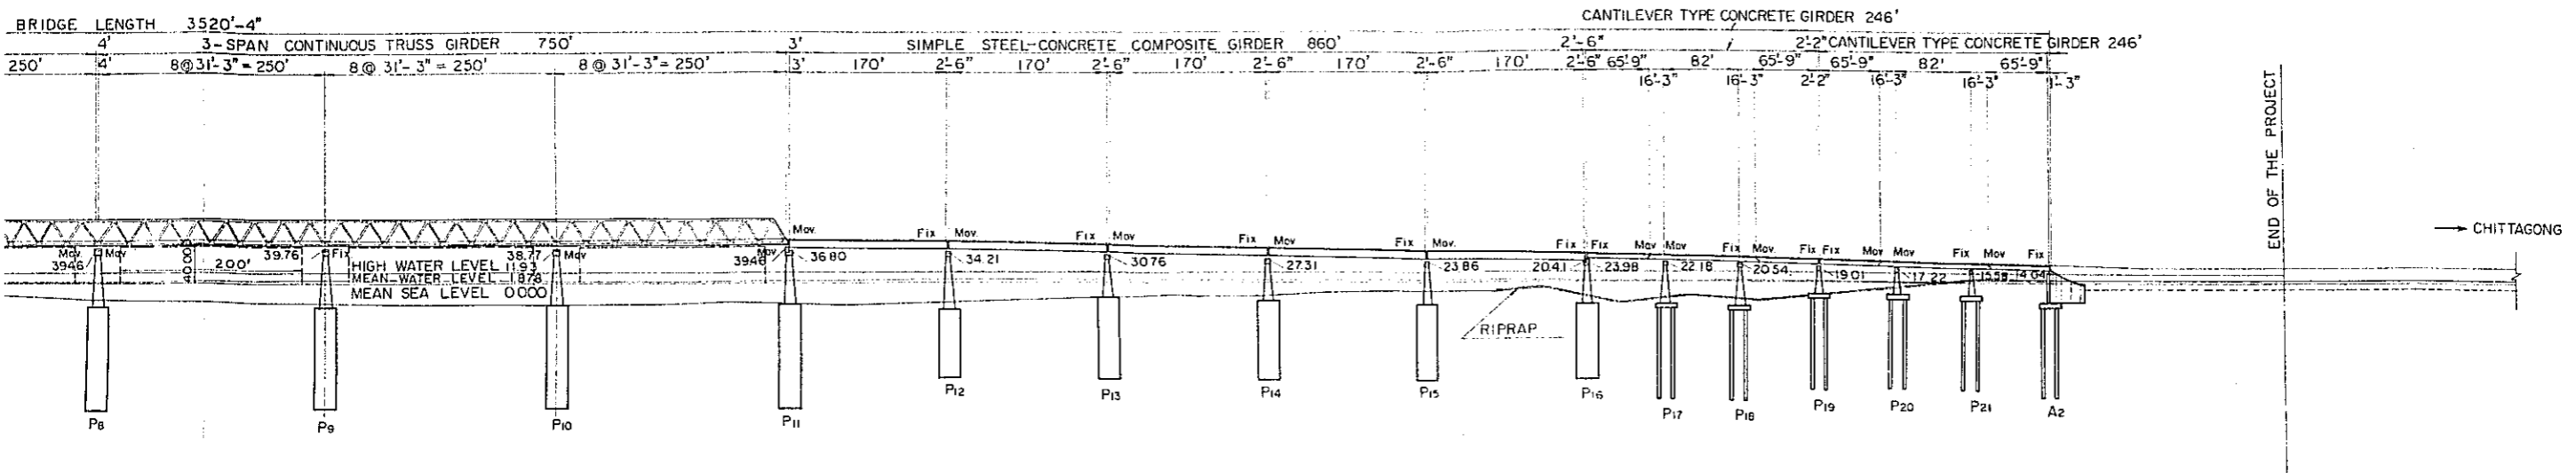 BRIDGE LENGTH 3520'-4"
CANTILEVER TYPE CONCRETE GIRDER 246'
4' 3-SPAN CONTINUOUS TRUSS GIRDER 750' 3' SIMPLE STEEL-CONCRETE COMPOSITE GIRDER 860' 2'-6" 2'-2" CANTILEVER TYPE CONCRETE GIRDER 246'
250' 4' 8@31'-3" = 250' 8@31'-3" = 250' 8@31'-3" = 250' 3' 170' 2'-6" 170' 2'-6" 170' 2'-6" 170' 2'-6" 170' 2'-6" 65'-9" 82' 65'-9" 65'-9" 82' 65'-9"
16'-3" 16'-3" 2'-2" 16'-3" 16'-3" 1'-3"
END OF THE PROJECT
→ CHITTAGONG
Mov. Fix Mov. Fix Mov Fix Mov Fix Mov. Fix Fix Mov Mov Fix Mov. Fix Fix Mov Mov Fix Mov Fix
Mov. Mov Fix Mov Mov
39.46 200' 39.76 38.77 39.46 36.80 34.21 30.76 27.31 23.86 20.41 23.98 22.18 20.54 19.01 17.22 14.04
HIGH WATER LEVEL 11.93
MEAN-WATER LEVEL 1.878
MEAN SEA LEVEL 0.000
RIPRAP
P8 P9 P10 P11 P12 P13 P14 P15 P16 P17 P18 P19 P20 P21 A2